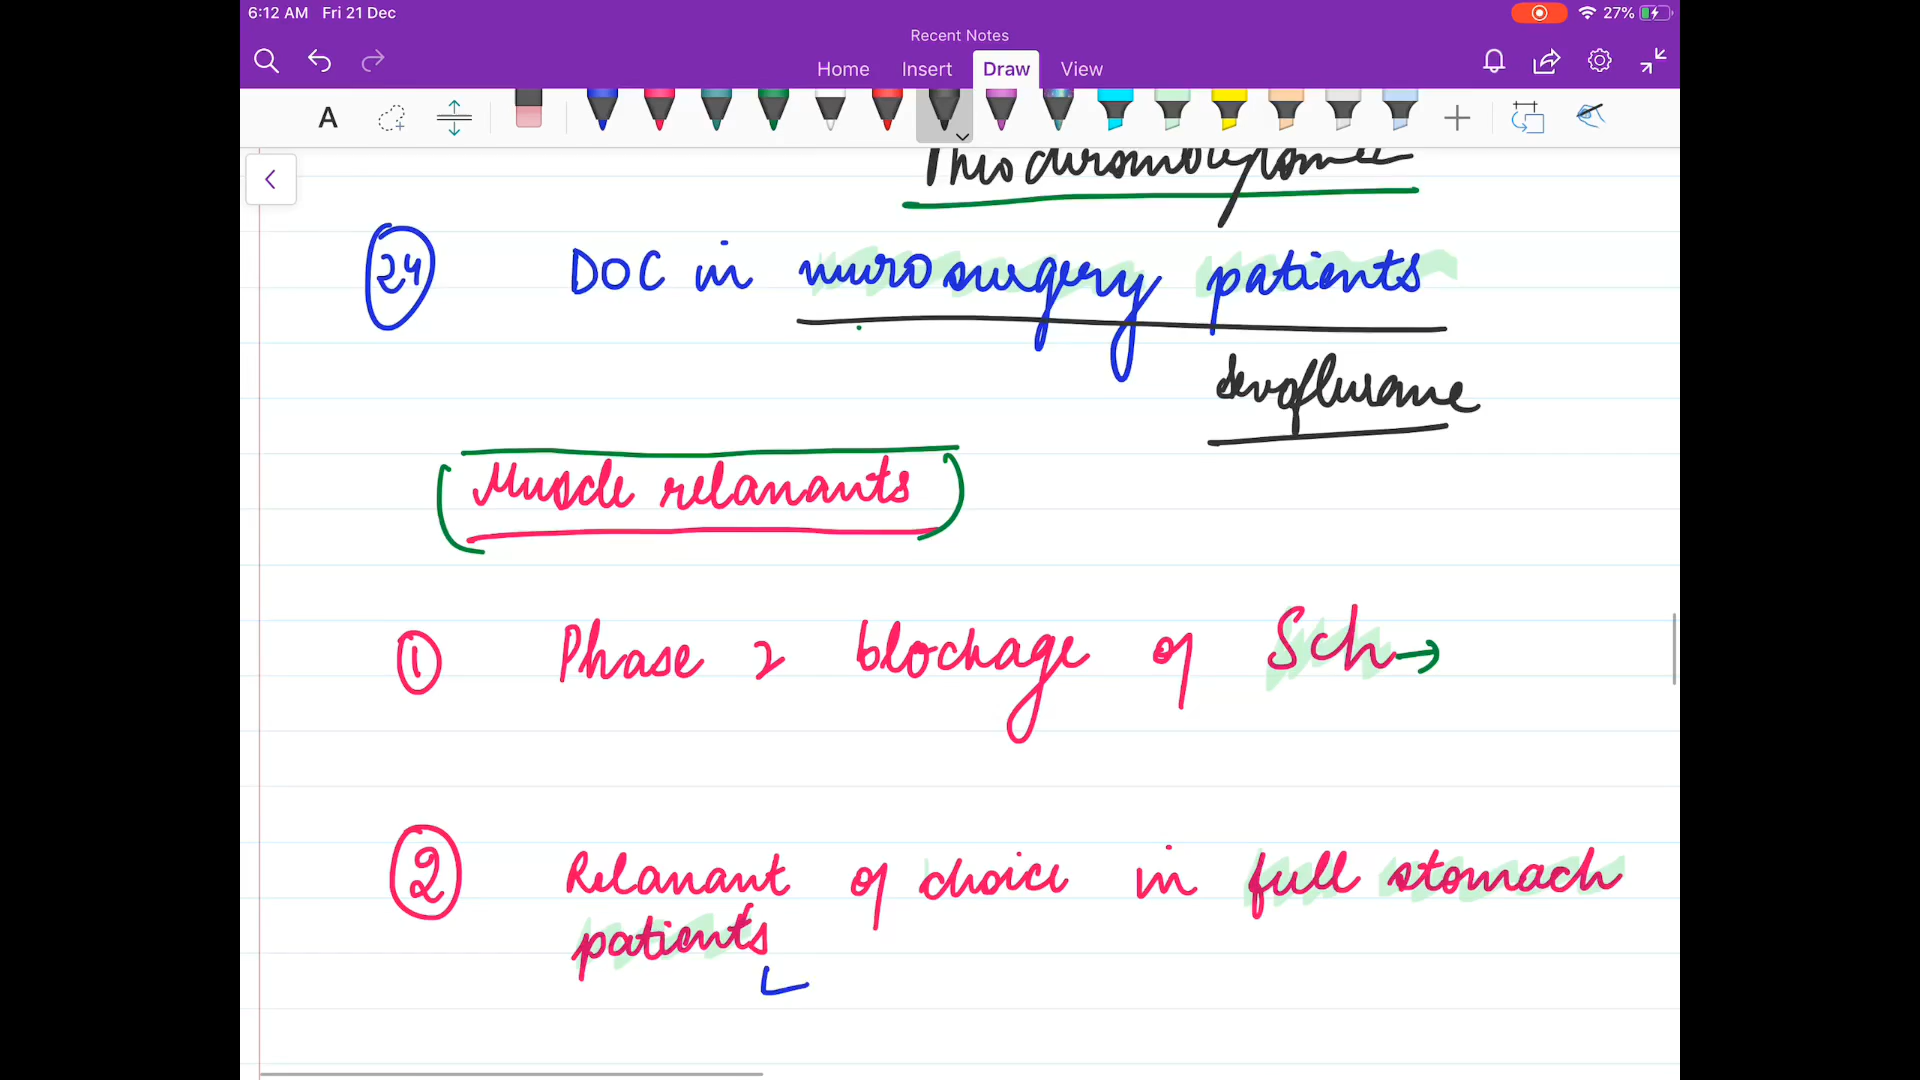 6:12 AM Fri 21 Dec
27%
Recent Notes
Home Insert Draw View
A
24 DOC in neurosurgery patients
Sevoflurane
Muscle relaxants
1 Phase 2 blockage of Sch →
2 Relaxant of choice in full stomach
patients